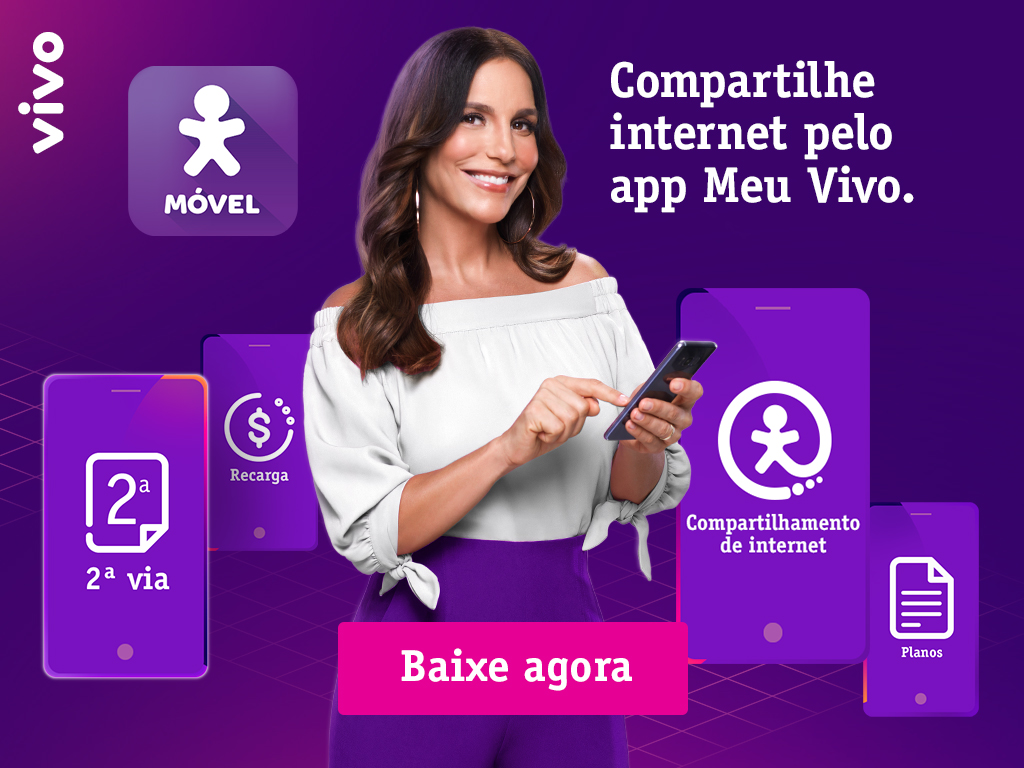 vivo
MÓVEL
Compartilhe
internet pelo
app Meu Vivo.
$
Recarga
2ª
2ª via
Compartilhamento
de internet
Planos
Baixe agora